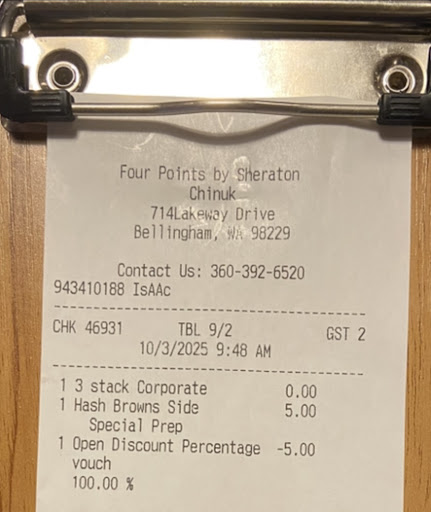 Four Points by Sheraton
Chinuk
714Lakeway Drive
Bellingham, WA 98229
Contact Us: 360-392-6520
943410188 IsAAc
CHK 46931 TBL 9/2 GST 2
10/3/2025 9:48 AM
1 3 stack Corporate 0.00
1 Hash Browns Side 5.00
Special Prep
1 Open Discount Percentage -5.00
vouch
100.00 %